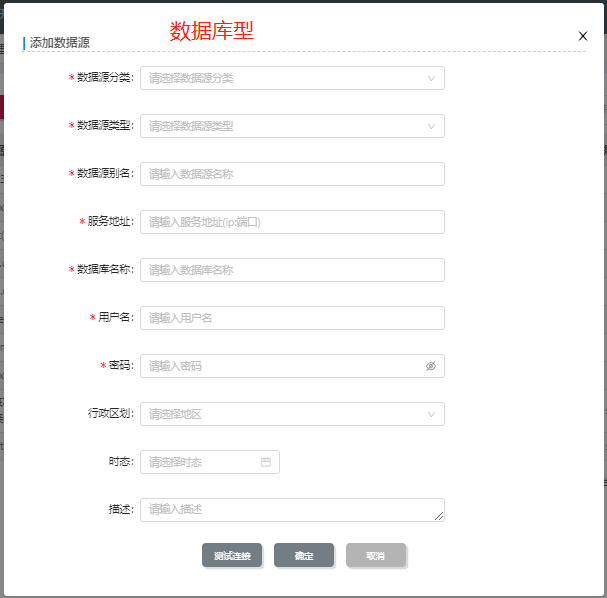 数据库型
添加数据源
* 数据源分类: 请选择数据源分类
* 数据源类型: 请选择数据源类型
* 数据源别名: 请输入数据源名称
* 服务地址: 请输入服务地址(ip:端口)
* 数据库名称: 请输入数据库名称
* 用户名: 请输入用户名
* 密码: 请输入密码
行政区划: 请选择地区
时态: 请选择时态
描述: 请输入描述
测试连接 确定 取消